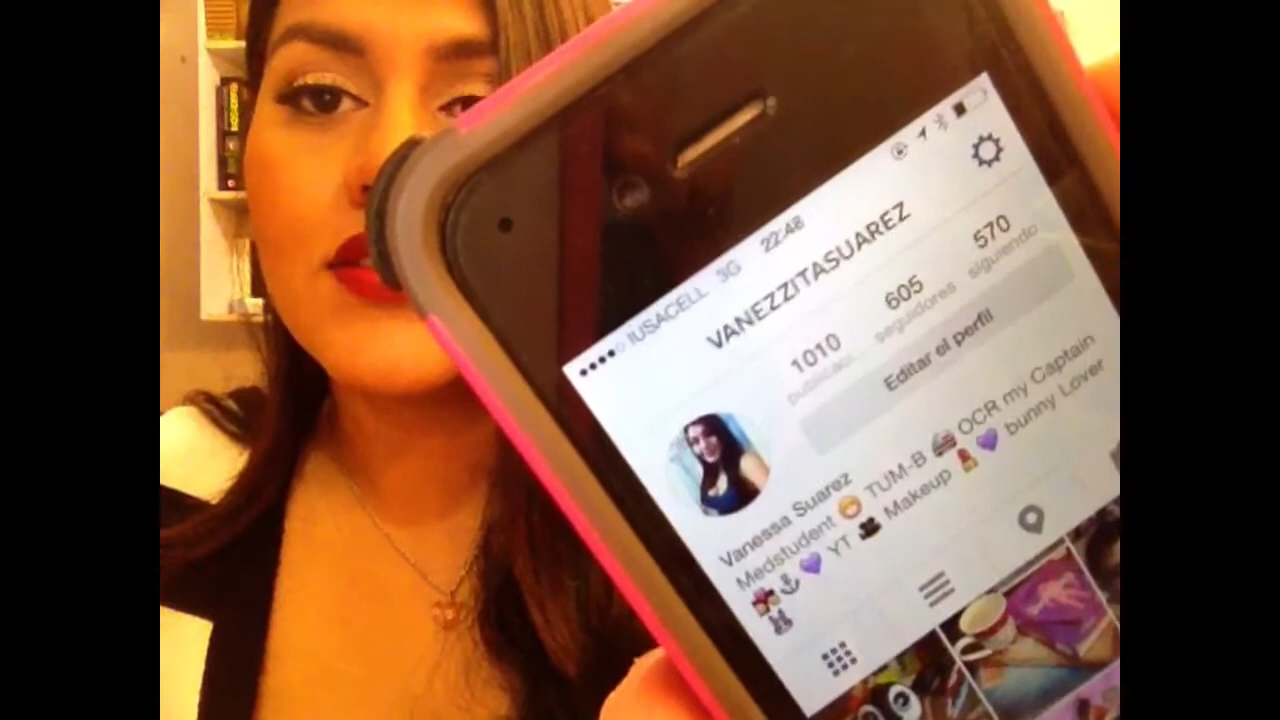 IUSACELL 3G 22:48
VANEZZITASUAREZ
1010 605 570
publicac... seguidores siguiendo
Editar el perfil
Vanessa Suarez
Medstudent 😁 TUM-B 🚑 OCR my Captain
💏⚓💜 YT 🎥 Makeup 💄💜 bunny Lover
🐰